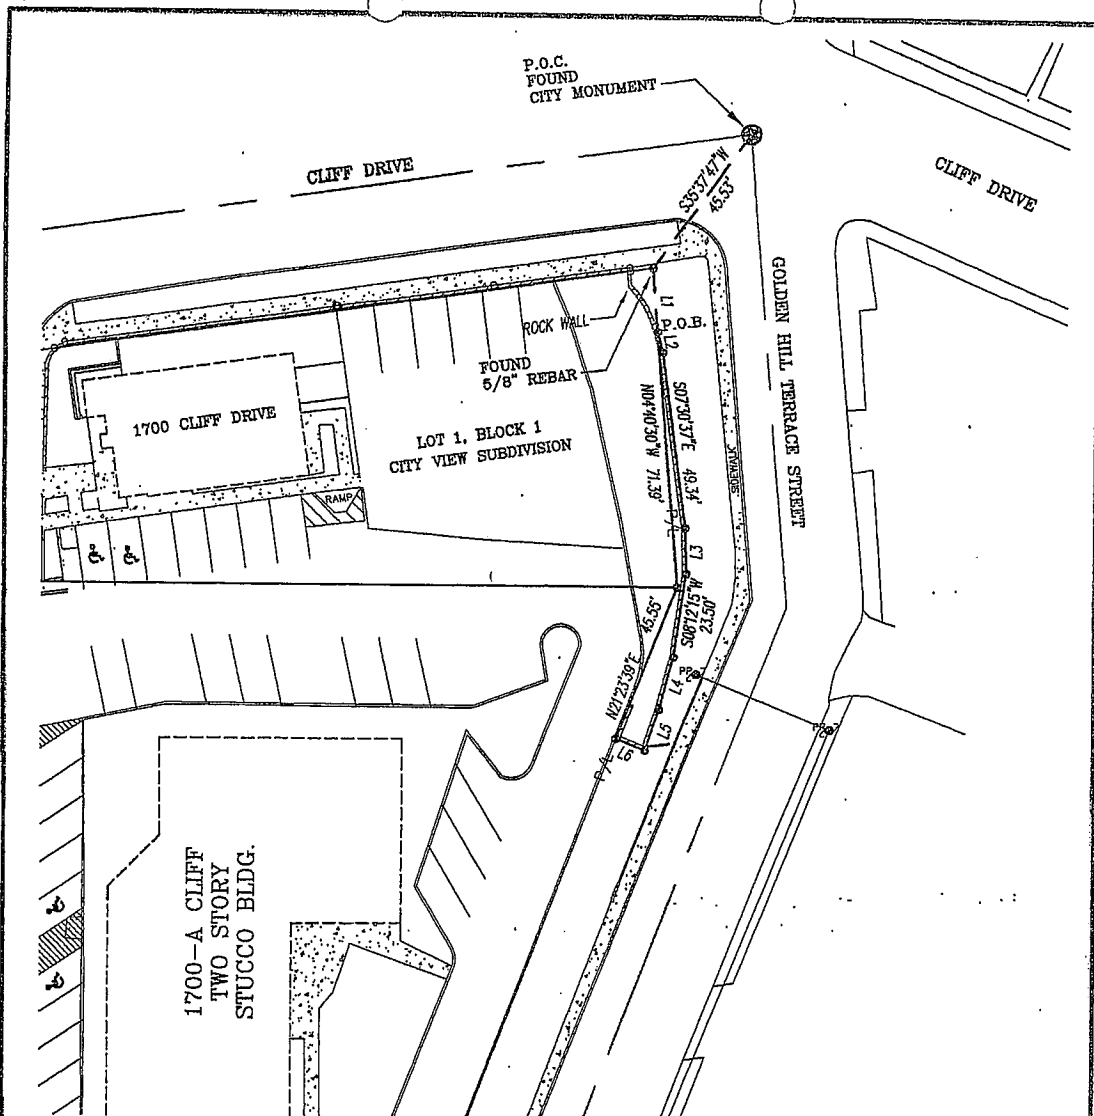 P.O.C.
FOUND
CITY MONUMENT
CLIFF DRIVE
CLIFF DRIVE
S35°37'47"W
45.53'
GOLDEN HILL TERRACE STREET
L1
ROCK WALL
P.O.B.
L2
FOUND
5/8" REBAR
1700 CLIFF DRIVE
LOT 1, BLOCK 1
CITY VIEW SUBDIVISION
S07°30'37"E 49.34'
N04°40'30"W 71.39'
SIDEWALK
RAMP
P/L
L3
S08°12'15"W
23.50'
45.55'
N21°23'39"E
PP
L4
L5
L6
P/L
1700-A CLIFF
TWO STORY
STUCCO BLDG.